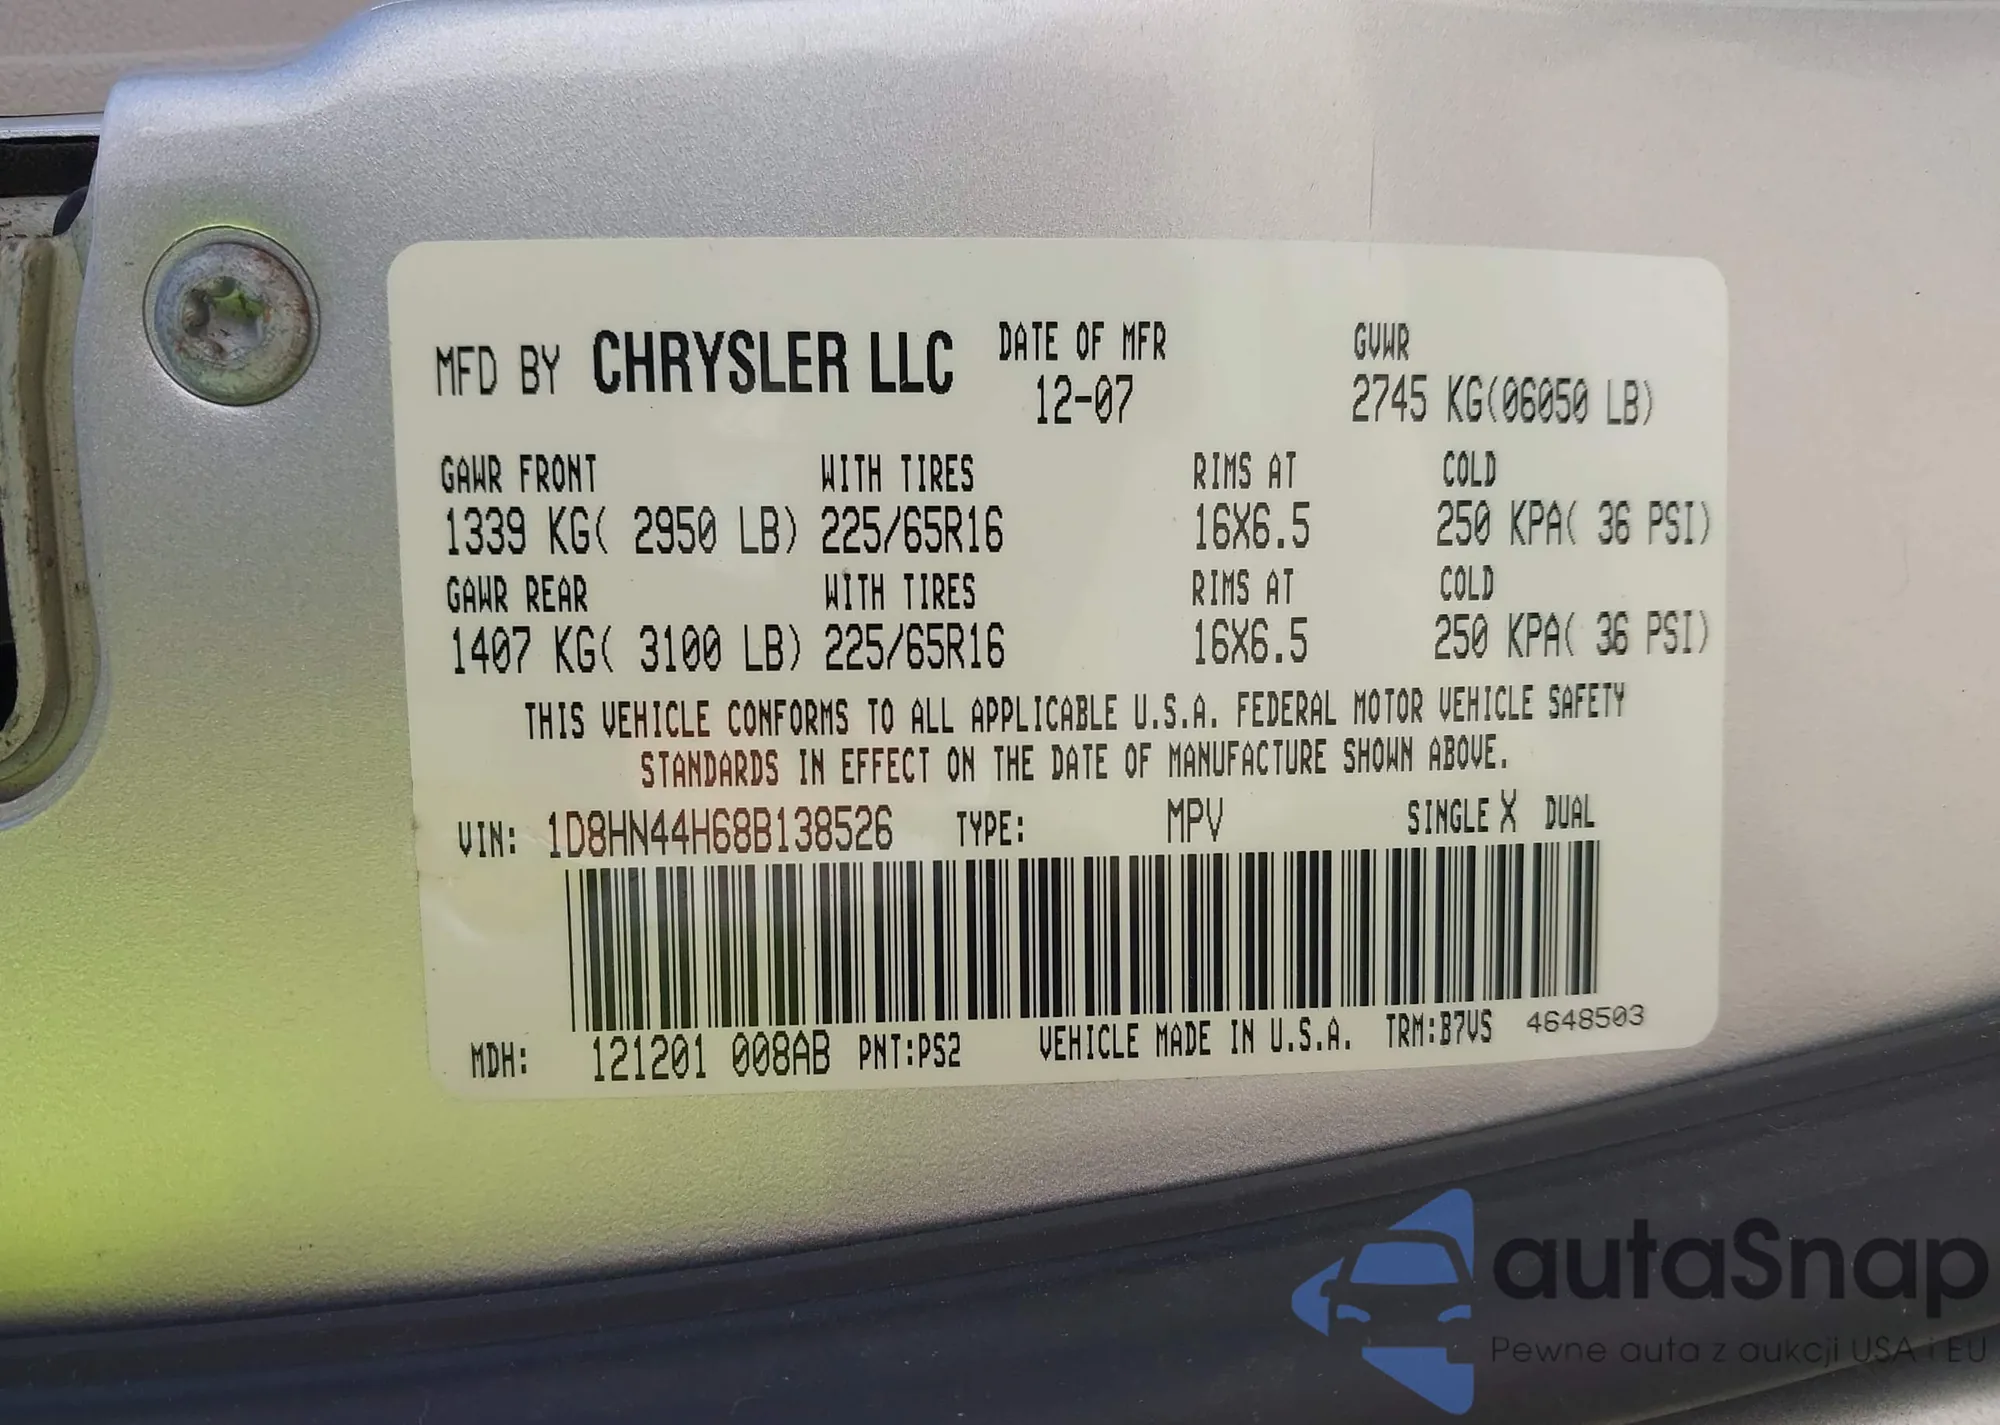 MFD BY CHRYSLER LLC DATE OF MFR GVWR
12-07 2745 KG(06050 LB)
GAWR FRONT WITH TIRES RIMS AT COLD
1339 KG( 2950 LB) 225/65R16 16X6.5 250 KPA( 36 PSI)
GAWR REAR WITH TIRES RIMS AT COLD
1407 KG( 3100 LB) 225/65R16 16X6.5 250 KPA( 36 PSI)
THIS VEHICLE CONFORMS TO ALL APPLICABLE U.S.A. FEDERAL MOTOR VEHICLE SAFETY
STANDARDS IN EFFECT ON THE DATE OF MANUFACTURE SHOWN ABOVE.
VIN: 1D8HN44H68B138526 TYPE: MPV SINGLE X DUAL
MDH: 121201 008AB PNT:PS2 VEHICLE MADE IN U.S.A. TRM:B7VS 4648503
autaSnap
Pewne auta z aukcji USA i EU